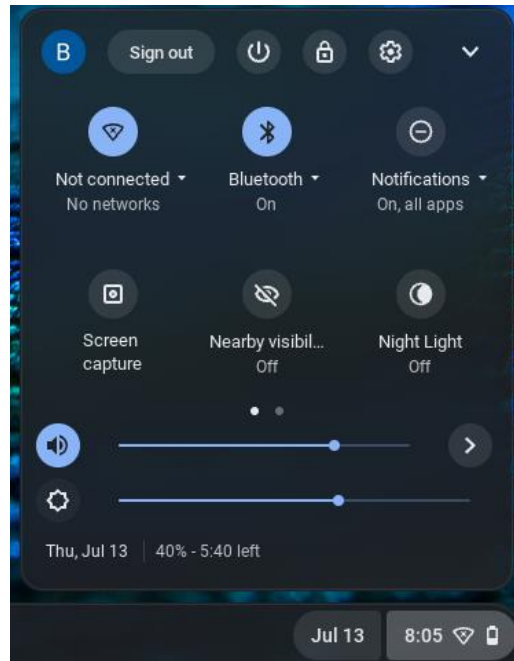 B Sign out
Not connected Bluetooth Notifications
No networks On On, all apps
Screen capture Nearby visibil... Night Light
Off Off
Thu, Jul 13 40% - 5:40 left
Jul 13 8:05